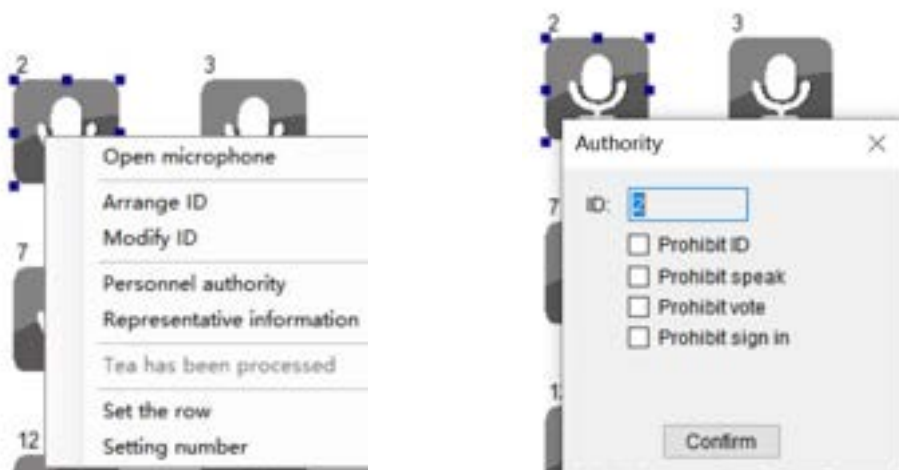 2
3
Open microphone
Arrange ID
Modify ID
7
Personnel authority
Representative information
Tea has been processed
Set the row
12
Setting number
2
3
Authority
7
ID: 2
Prohibit ID
Prohibit speak
Prohibit vote
Prohibit sign in
Confirm